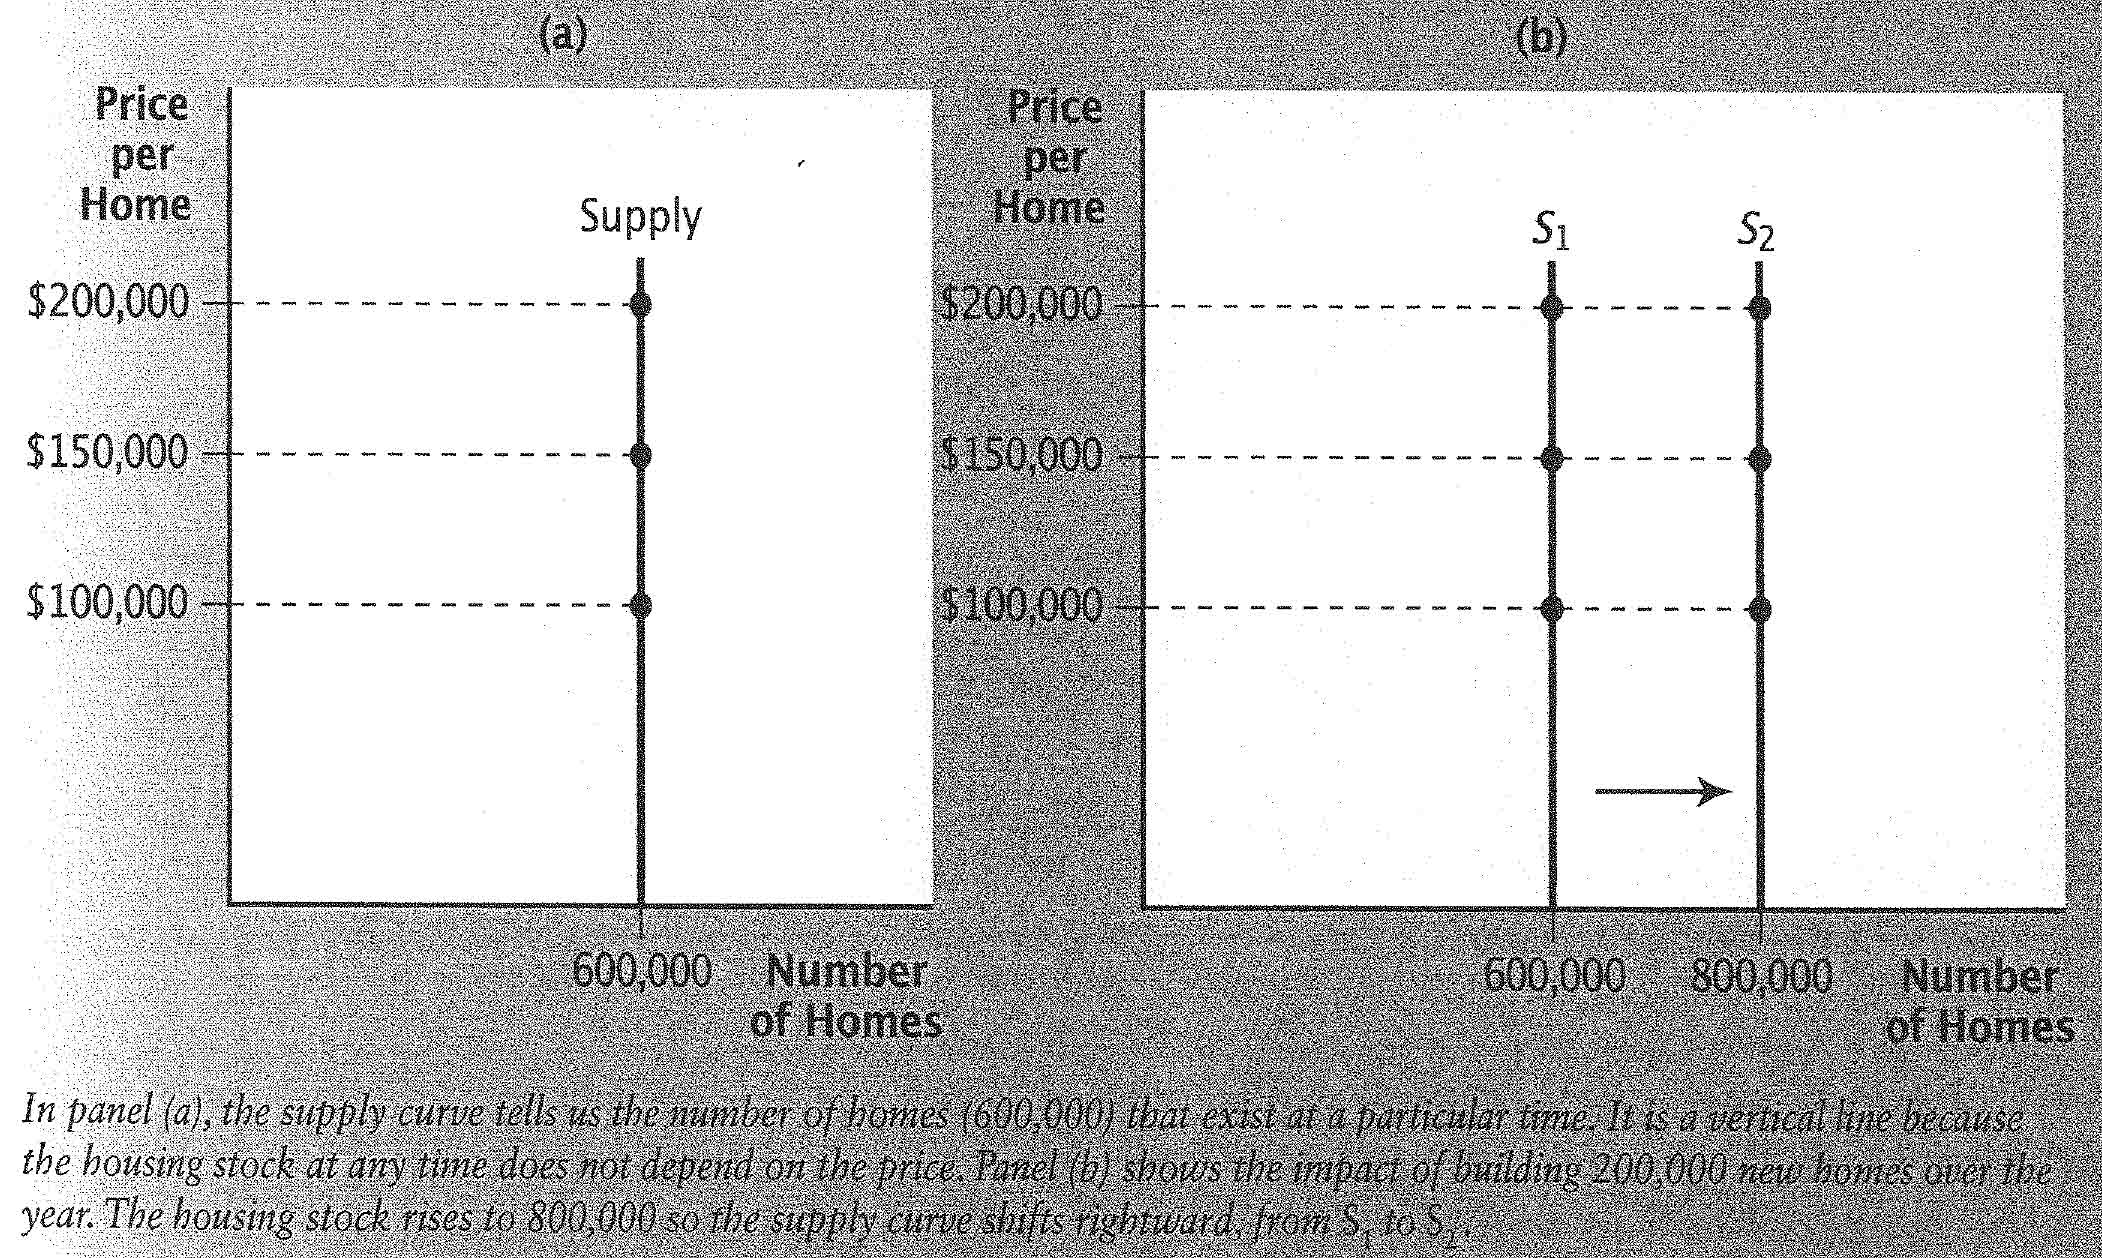 (a)
Price
per
Home
Supply
$200,000
$150,000
$100,000
600,000
Number
of Homes
(b)
Price
per
Home
S1
S2
$200,000
$150,000
$100,000
600,000
800,000
Number
of Homes
In panel (a), the supply curve tells us the number of homes (600,000) that exist at a particular time. It is a vertical line because
the housing stock at any time does not depend on the price. Panel (b) shows the impact of building 200,000 new homes over the
year. The housing stock rises to 800,000 so the supply curve shifts rightward, from S1 to S2.